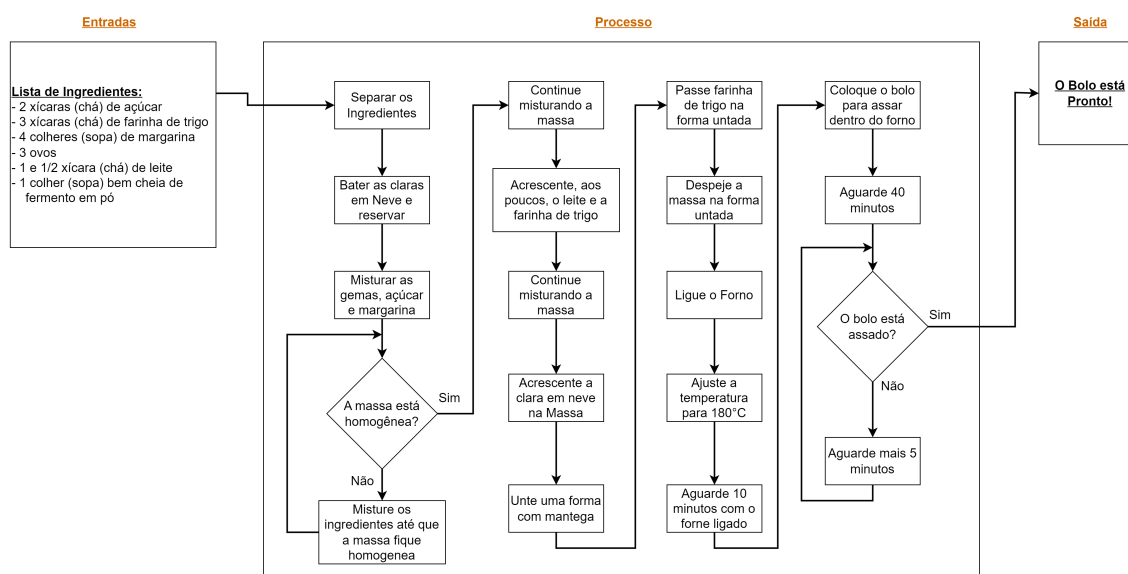 Entradas
Processo
Saída
Lista de Ingredientes:
- 2 xícaras (chá) de açúcar
- 3 xícaras (chá) de farinha de trigo
- 4 colheres (sopa) de margarina
- 3 ovos
- 1 e 1/2 xícara (chá) de leite
- 1 colher (sopa) bem cheia de
fermento em pó
Separar os
Ingredientes
Bater as claras
em Neve e
reservar
Misturar as
gemas, açúcar
e margarina
A massa está
homogênea?
Sim
Não
Misture os
ingredientes até que
a massa fique
homogenea
Continue
misturando a
massa
Acrescente, aos
poucos, o leite e a
farinha de trigo
Continue
misturando a
massa
Acrescente a
clara em neve
na Massa
Unte uma forma
com mantega
Passe farinha
de trigo na
forma untada
Despeje a
massa na forma
untada
Ligue o Forno
Ajuste a
temperatura
para 180°C
Aguarde 10
minutos com o
forne ligado
Coloque o bolo
para assar
dentro do forno
Aguarde 40
minutos
O bolo está
assado?
Sim
Não
Aguarde mais 5
minutos
O Bolo está
Pronto!